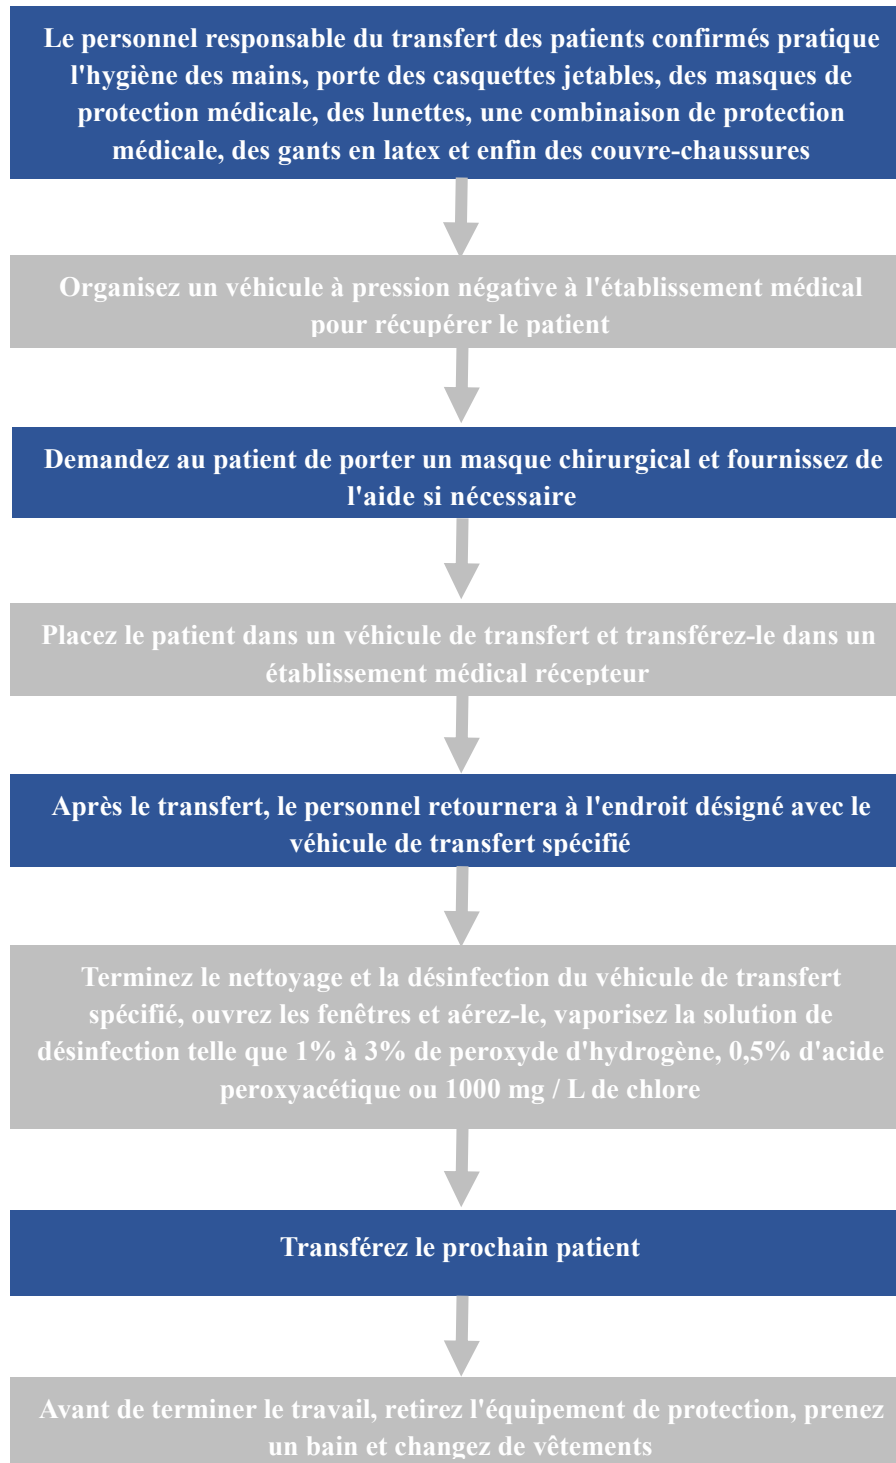 Le personnel responsable du transfert des patients confirmés pratique
l'hygiène des mains, porte des casquettes jetables, des masques de
protection médicale, des lunettes, une combinaison de protection
médicale, des gants en latex et enfin des couvre-chaussures
Organisez un véhicule à pression négative à l'établissement médical
pour récupérer le patient
Demandez au patient de porter un masque chirurgical et fournissez de
l'aide si nécessaire
Placez le patient dans un véhicule de transfert et transférez-le dans un
établissement médical récepteur
Après le transfert, le personnel retournera à l'endroit désigné avec le
véhicule de transfert spécifié
Terminez le nettoyage et la désinfection du véhicule de transfert
spécifié, ouvrez les fenêtres et aérez-le, vaporisez la solution de
désinfection telle que 1% à 3% de peroxyde d'hydrogène, 0,5% d'acide
peroxyacétique ou 1000 mg / L de chlore
Transférez le prochain patient
Avant de terminer le travail, retirez l'équipement de protection, prenez
un bain et changez de vêtements